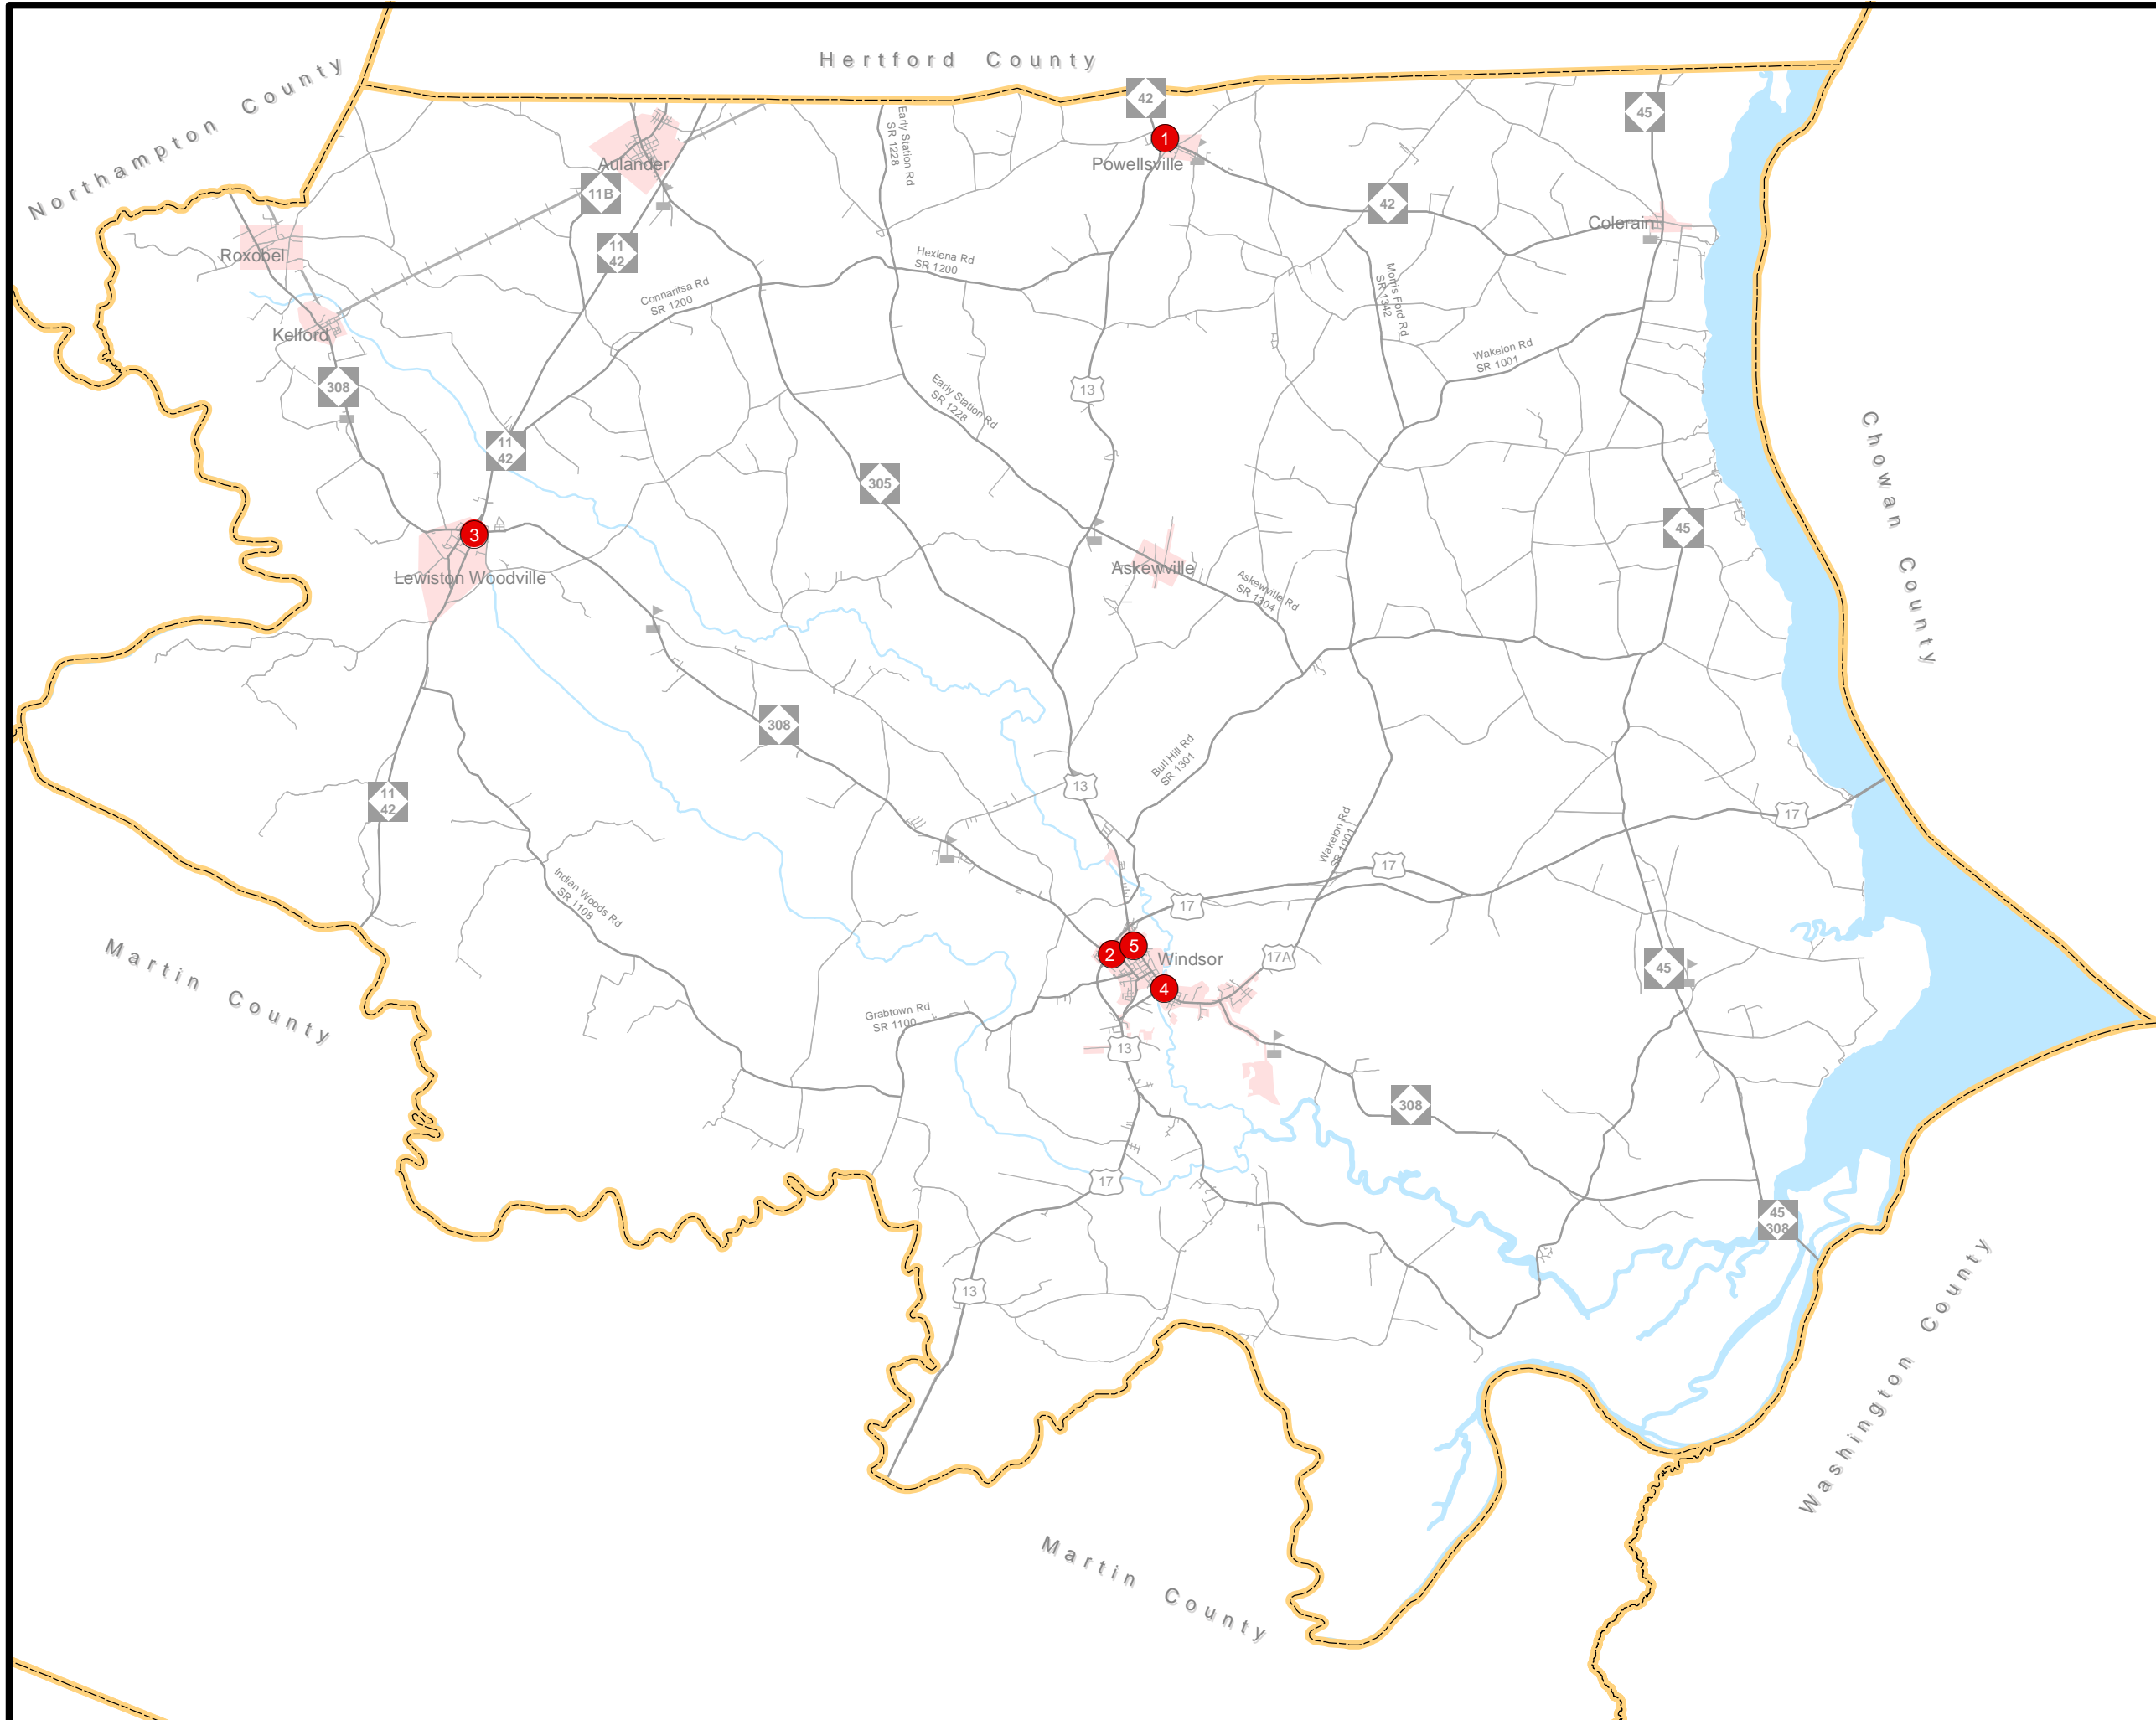 Hertford County
Northampton County
42
45
1
Powellsville
Aulander
11B
Early Station Rd
SR 1228
42
Colerain
Roxobel
11
42
Hexlena Rd
SR 1200
Connaritsa Rd
SR 1200
Morris Ford Rd
SR 1342
Kelford
308
13
Wakelon Rd
SR 1001
Early Station Rd
SR 1228
11
42
305
Chowan County
45
3
Lewiston Woodville
Askewville
Askewville Rd
SR 1304
308
Bull Hill Rd
SR 1301
13
11
42
17
Wakelon Rd
SR 1001
17
Indian Woods Rd
SR 1108
17
2
5
Windsor
17A
45
4
Martin County
Grabtown Rd
SR 1100
13
308
17
45
308
13
Washington County
Martin County